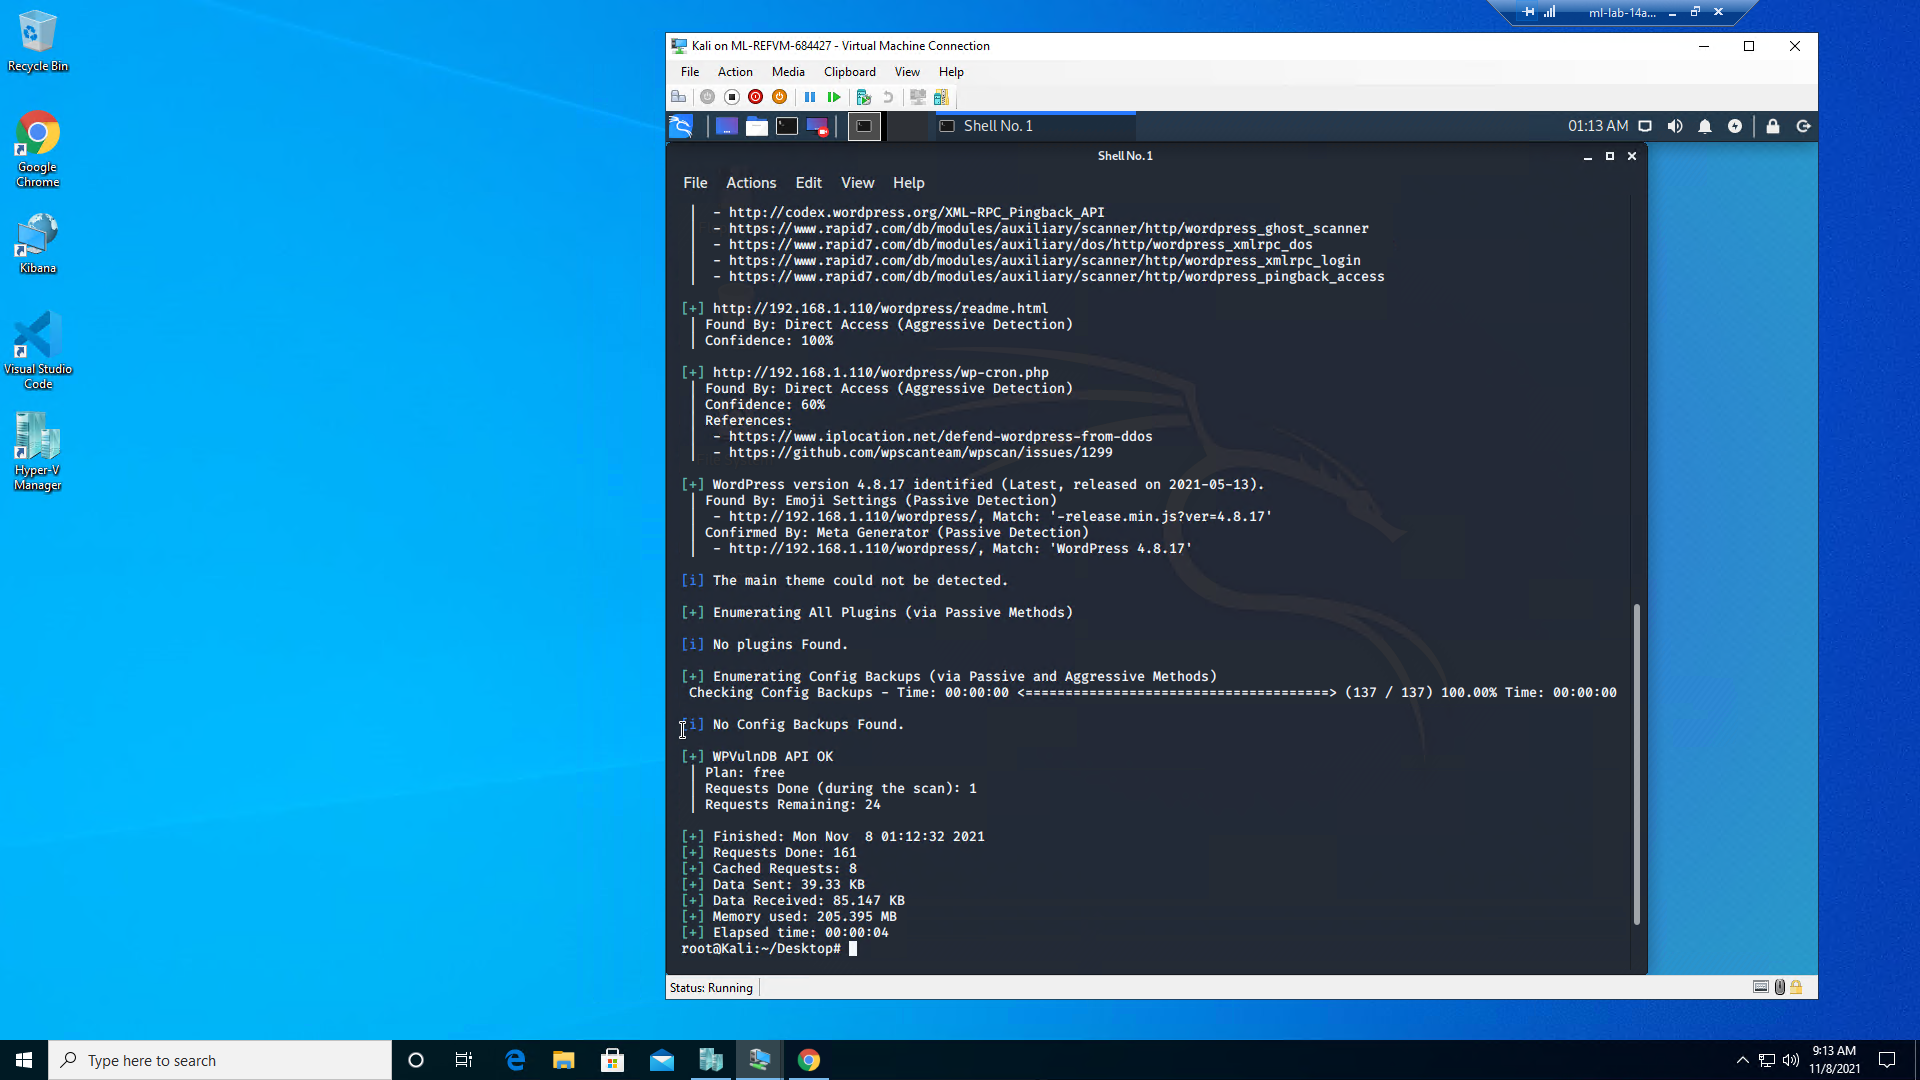 Recycle Bin
Google Chrome
Kibana
Visual Studio Code
Hyper-V Manager
ml-lab-14a...
Kali on ML-REFVM-684427 - Virtual Machine Connection
File Action Media Clipboard View Help
Shell No. 1
01:13 AM
Shell No. 1
File Actions Edit View Help
- http://codex.wordpress.org/XML-RPC_Pingback_API
- https://www.rapid7.com/db/modules/auxiliary/scanner/http/wordpress_ghost_scanner
- https://www.rapid7.com/db/modules/auxiliary/dos/http/wordpress_xmlrpc_dos
- https://www.rapid7.com/db/modules/auxiliary/scanner/http/wordpress_xmlrpc_login
- https://www.rapid7.com/db/modules/auxiliary/scanner/http/wordpress_pingback_access
[+] http://192.168.1.110/wordpress/readme.html
| Found By: Direct Access (Aggressive Detection)
| Confidence: 100%
[+] http://192.168.1.110/wordpress/wp-cron.php
| Found By: Direct Access (Aggressive Detection)
| Confidence: 60%
| References:
| - https://www.iplocation.net/defend-wordpress-from-ddos
| - https://github.com/wpscanteam/wpscan/issues/1299
[+] WordPress version 4.8.17 identified (Latest, released on 2021-05-13).
| Found By: Emoji Settings (Passive Detection)
| - http://192.168.1.110/wordpress/, Match: '-release.min.js?ver=4.8.17'
| Confirmed By: Meta Generator (Passive Detection)
| - http://192.168.1.110/wordpress/, Match: 'WordPress 4.8.17'
[i] The main theme could not be detected.
[+] Enumerating All Plugins (via Passive Methods)
[i] No plugins Found.
[+] Enumerating Config Backups (via Passive and Aggressive Methods)
Checking Config Backups - Time: 00:00:00 <=======================================> (137 / 137) 100.00% Time: 00:00:00
[i] No Config Backups Found.
[+] WPVulnDB API OK
| Plan: free
| Requests Done (during the scan): 1
| Requests Remaining: 24
[+] Finished: Mon Nov  8 01:12:32 2021
[+] Requests Done: 161
[+] Cached Requests: 8
[+] Data Sent: 39.33 KB
[+] Data Received: 85.147 KB
[+] Memory used: 205.395 MB
[+] Elapsed time: 00:00:04
root@Kali:~/Desktop#
Status: Running
Type here to search
9:13 AM
11/8/2021